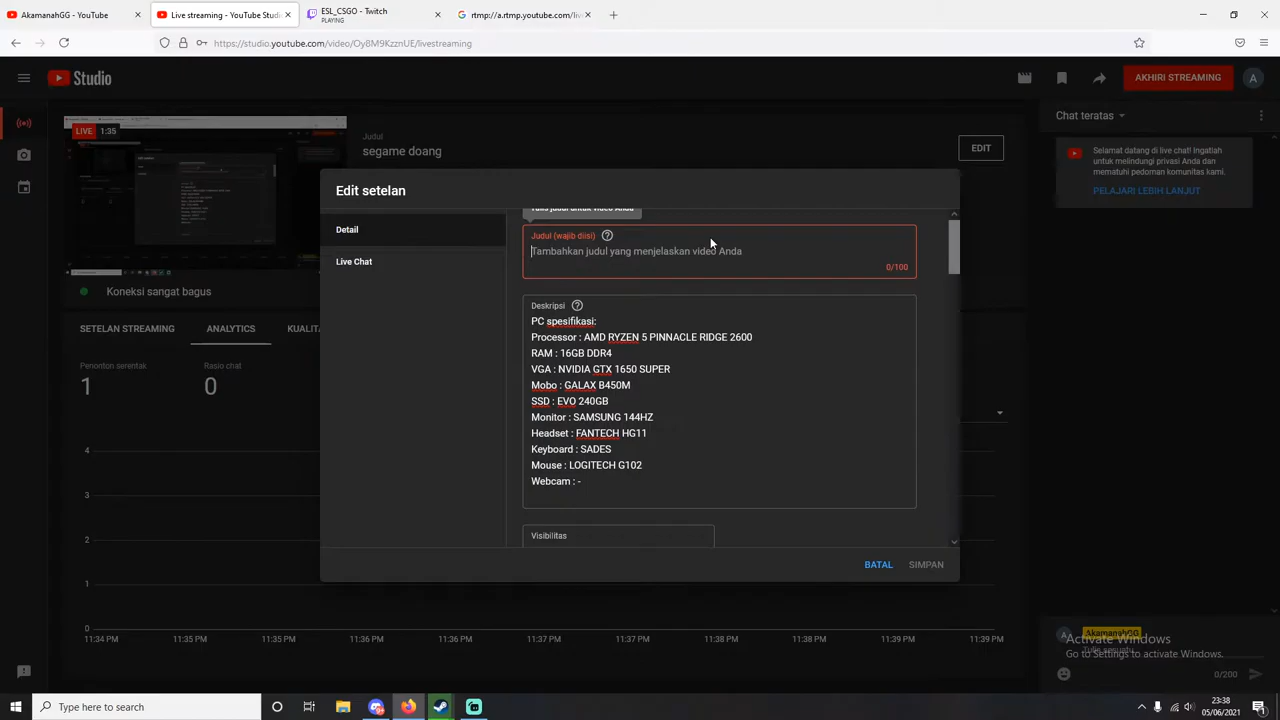 AkamanahGG - YouTube
Live streaming - YouTube Studio
ESL_CSGO - Twitch
PLAYING
rtmp://a.rtmp.youtube.com/liv
https://studio.youtube.com/video/Oy8M9KzznUE/livestreaming
Studio
AKHIRI STREAMING
A
LIVE 1:35
Judul
segame doang
EDIT
Chat teratas
Selamat datang di live chat! Ingatlah
untuk melindungi privasi Anda dan
mematuhi pedoman komunitas kami.
PELAJARI LEBIH LANJUT
Koneksi sangat bagus
SETELAN STREAMING
ANALYTICS
KUALITA
Penonton serentak
Rasio chat
1
0
4
3
2
1
0
11:34 PM
11:35 PM
11:35 PM
11:36 PM
11:36 PM
11:37 PM
11:37 PM
11:38 PM
11:38 PM
11:39 PM
11:39 PM
Edit setelan
Detail
Live Chat
Tulis judul untuk video Anda
Judul (wajib diisi)
Tambahkan judul yang menjelaskan video Anda
0/100
Deskripsi
PC spesifikasi:
Processor : AMD RYZEN 5 PINNACLE RIDGE 2600
RAM : 16GB DDR4
VGA : NVIDIA GTX 1650 SUPER
Mobo : GALAX B450M
SSD : EVO 240GB
Monitor : SAMSUNG 144HZ
Headset : FANTECH HG11
Keyboard : SADES
Mouse : LOGITECH G102
Webcam : -
Visibilitas
BATAL
SIMPAN
A
AkamanahGG
Activate Windows
Go to Settings to activate Windows.
0/200
Type here to search
23:38
05/06/2021
1